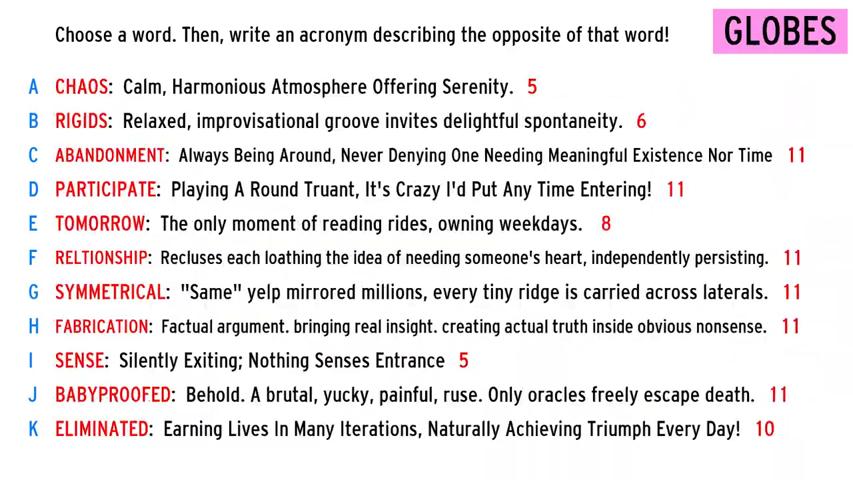 Choose a word. Then, write an acronym describing the opposite of that word!
GLOBES
A CHAOS: Calm, Harmonious Atmosphere Offering Serenity. 5
B RIGIDS: Relaxed, improvisational groove invites delightful spontaneity. 6
C ABANDONMENT: Always Being Around, Never Denying One Needing Meaningful Existence Nor Time 11
D PARTICIPATE: Playing A Round Truant, It's Crazy I'd Put Any Time Entering! 11
E TOMORROW: The only moment of reading rides, owning weekdays. 8
F RELTIONSHIP: Recluses each loathing the idea of needing someone's heart, independently persisting. 11
G SYMMETRICAL: "Same" yelp mirrored millions, every tiny ridge is carried across laterals. 11
H FABRICATION: Factual argument. bringing real insight. creating actual truth inside obvious nonsense. 11
I SENSE: Silently Exiting; Nothing Senses Entrance 5
J BABYPROOFED: Behold. A brutal, yucky, painful, ruse. Only oracles freely escape death. 11
K ELIMINATED: Earning Lives In Many Iterations, Naturally Achieving Triumph Every Day! 10